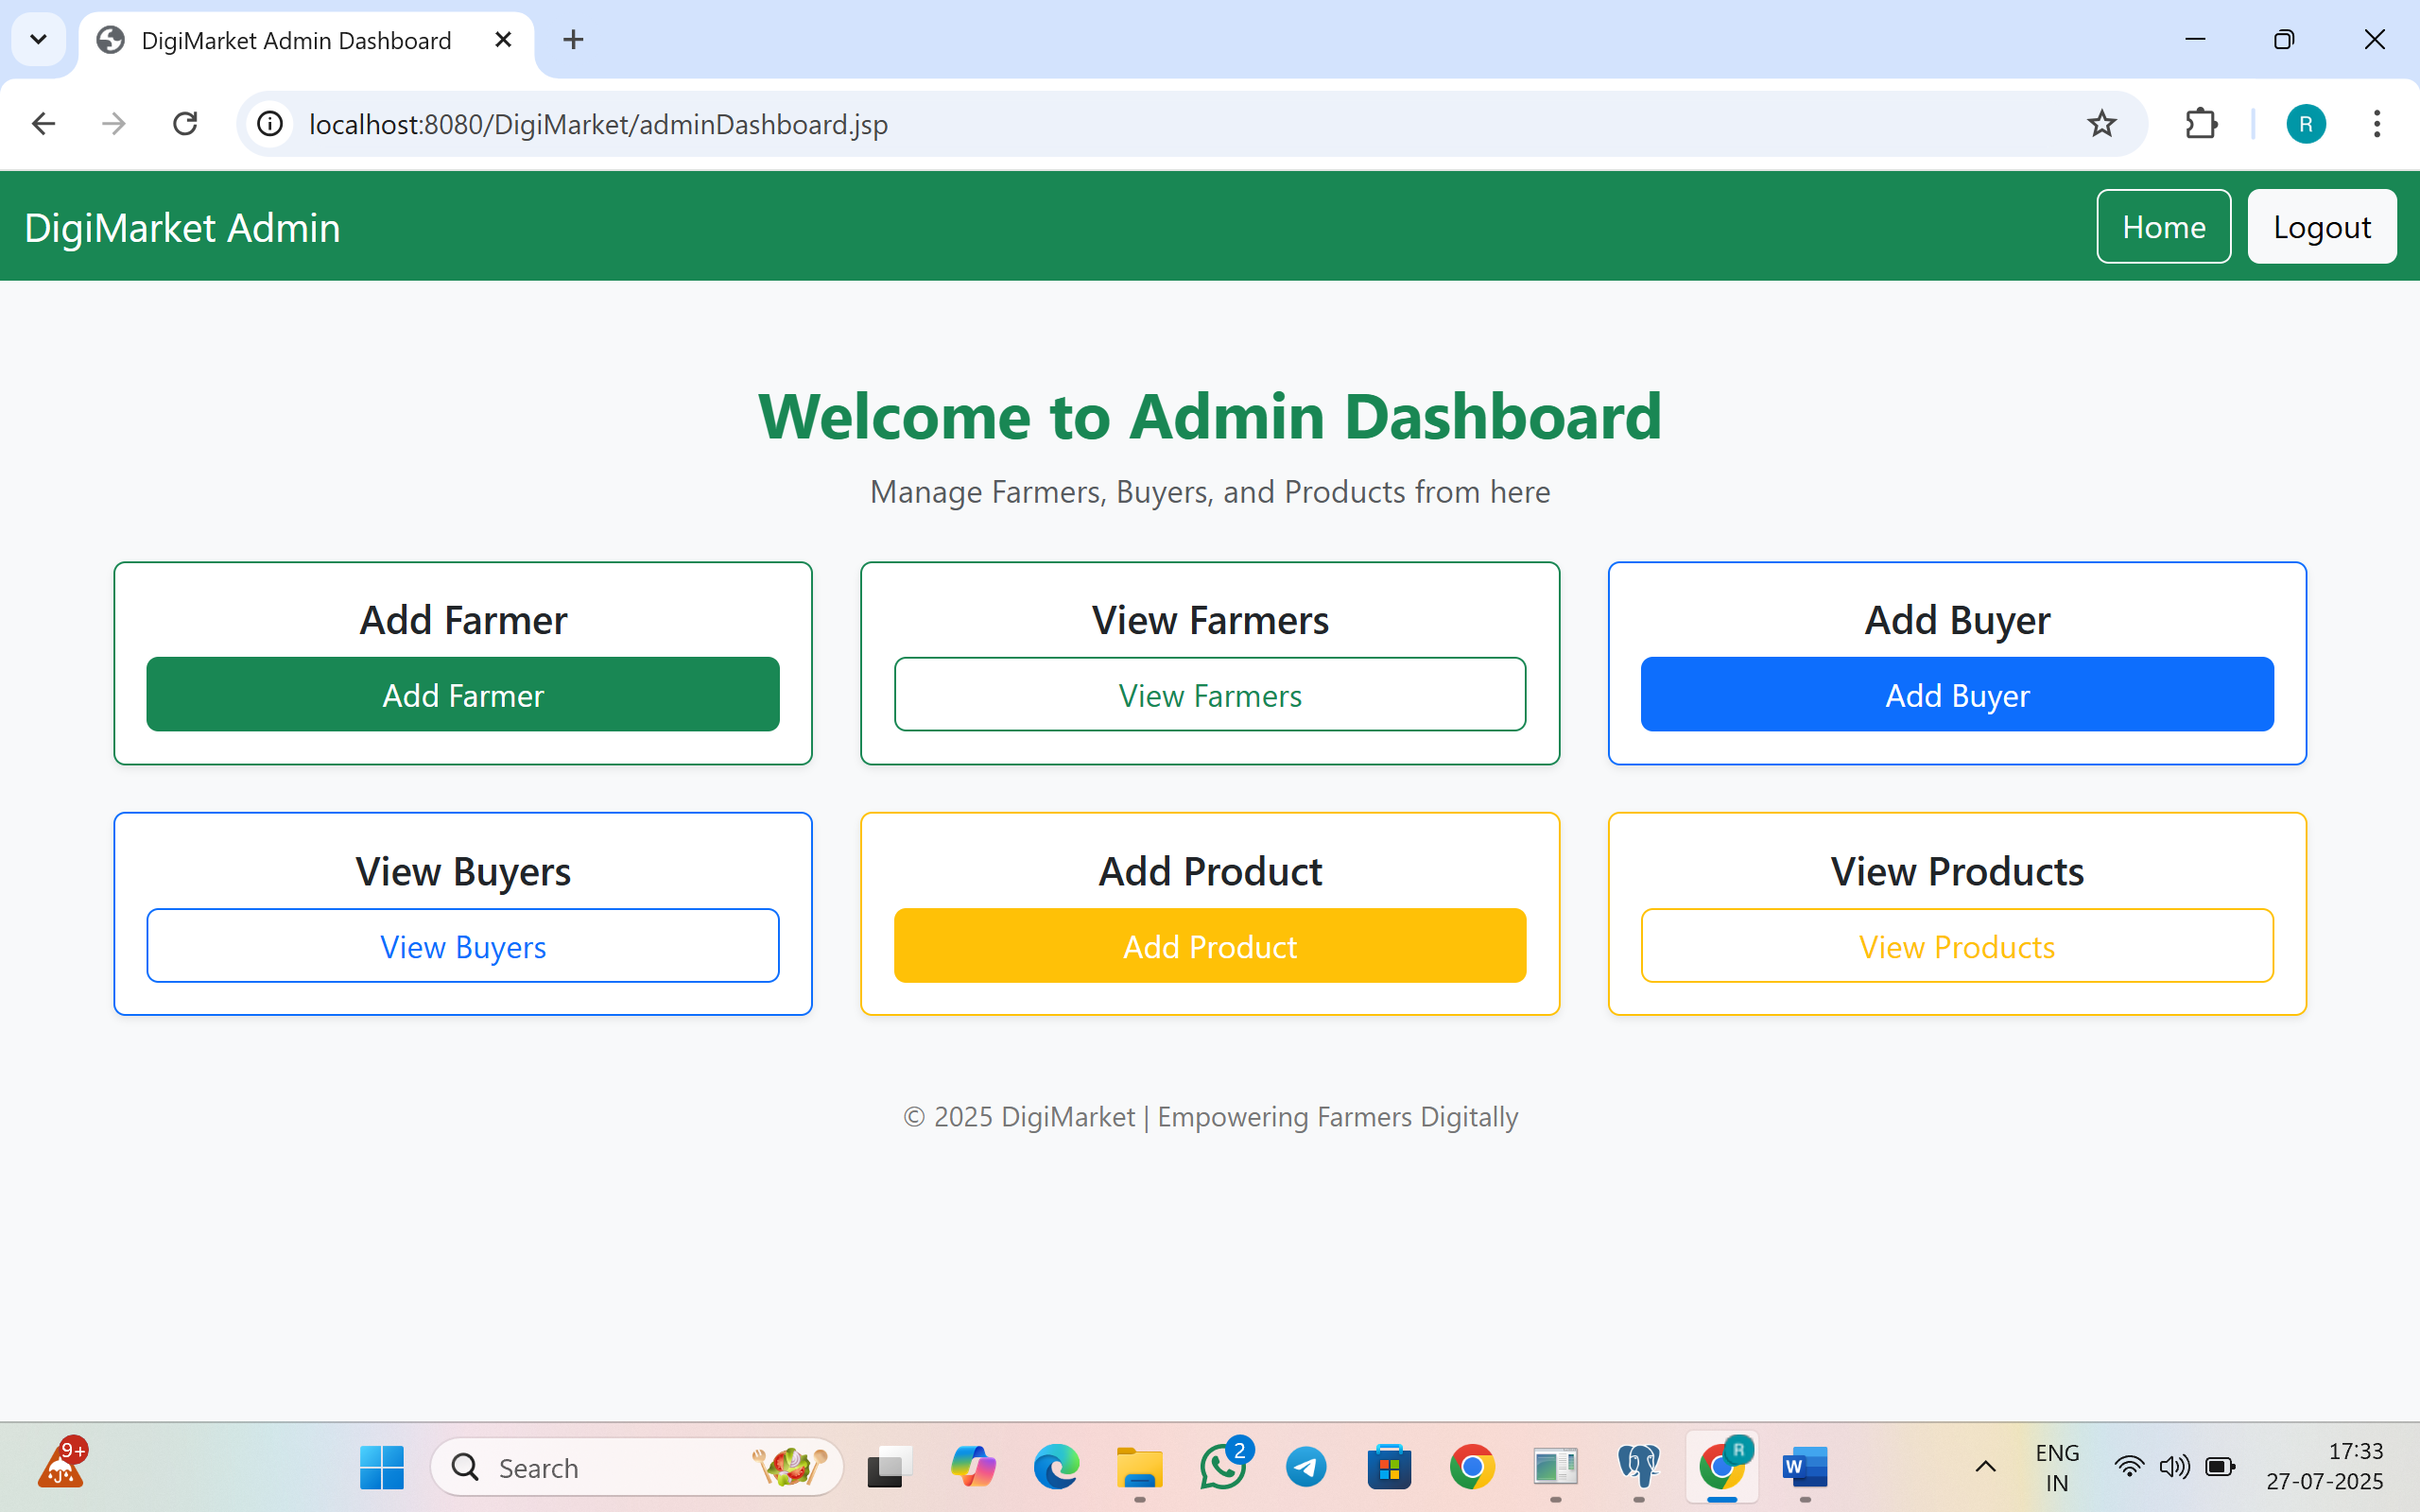 DigiMarket Admin Dashboard
localhost:8080/DigiMarket/adminDashboard.jsp
R
DigiMarket Admin
Home
Logout
Welcome to Admin Dashboard
Manage Farmers, Buyers, and Products from here
Add Farmer
Add Farmer
View Farmers
View Farmers
Add Buyer
Add Buyer
View Buyers
View Buyers
Add Product
Add Product
View Products
View Products
© 2025 DigiMarket | Empowering Farmers Digitally
9+
Search
2
R
W
ENG
IN
17:33
27-07-2025